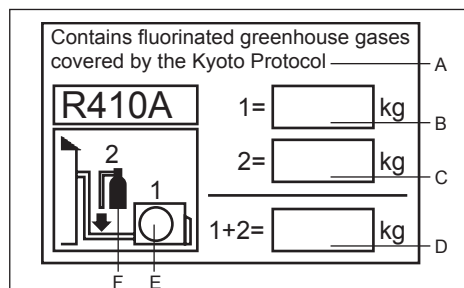 Contains fluorinated greenhouse gases
covered by the Kyoto Protocol
A
R410A
1= kg
B
2= kg
C
1+2= kg
D
2
1
F E